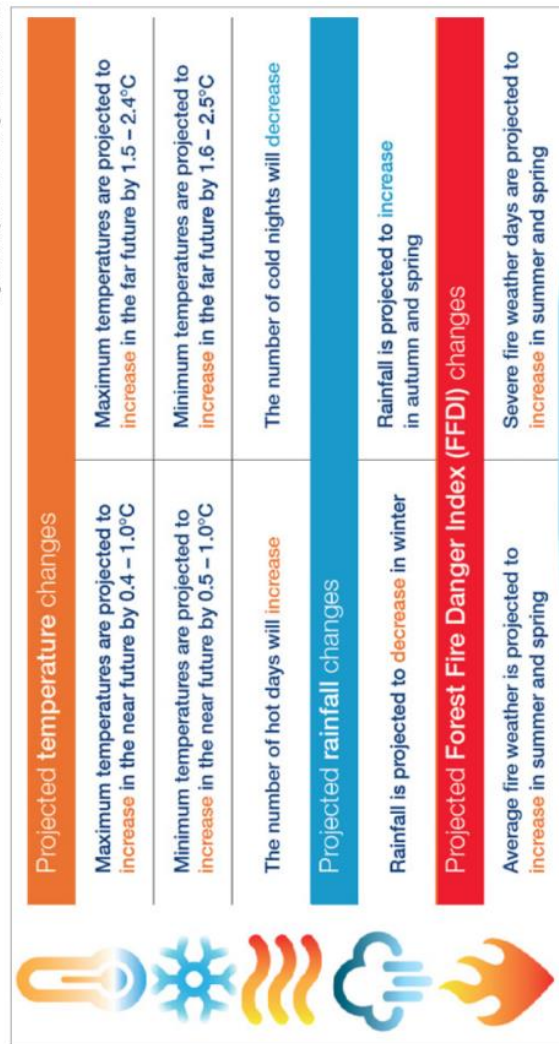 Projected temperature changes
Maximum temperatures are projected to
increase in the near future by 0.4 – 1.0°C
Maximum temperatures are projected to
increase in the far future by 1.5 – 2.4°C
Minimum temperatures are projected to
increase in the near future by 0.5 – 1.0°C
Minimum temperatures are projected to
increase in the far future by 1.6 – 2.5°C
The number of hot days will increase
The number of cold nights will decrease
Projected rainfall changes
Rainfall is projected to decrease in winter
Rainfall is projected to increase
in autumn and spring
Projected Forest Fire Danger Index (FFDI) changes
Average fire weather is projected to
increase in summer and spring
Severe fire weather days are projected to
increase in summer and spring